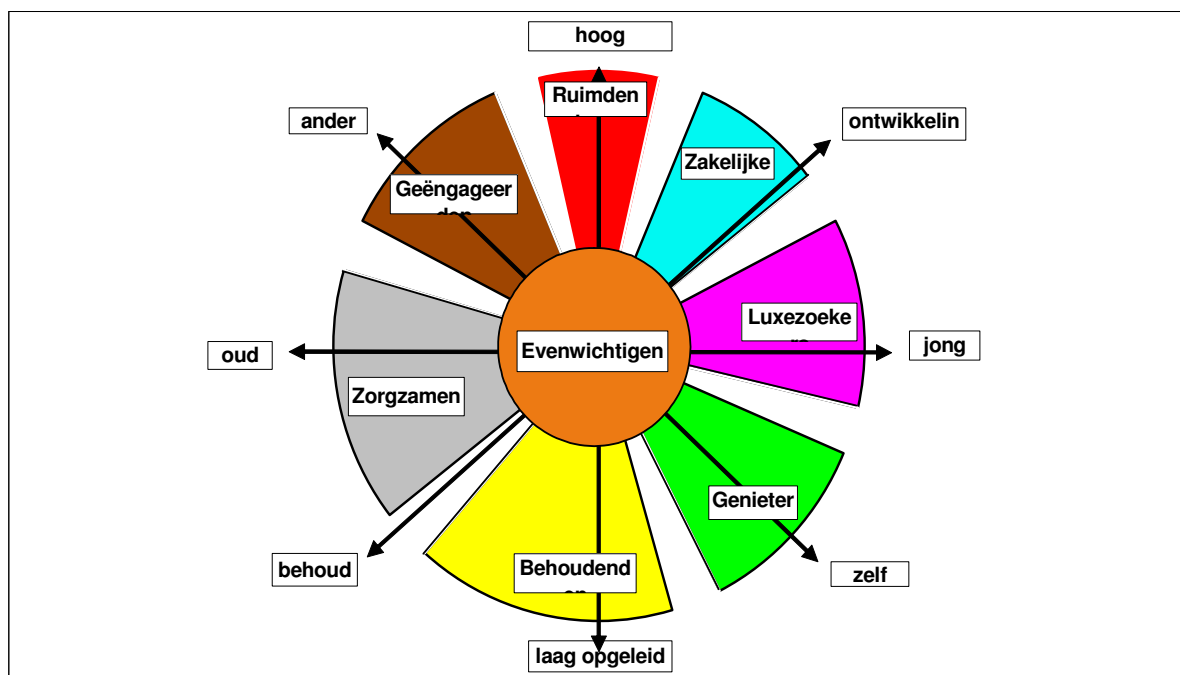 hoog
Ruimden
ander
ontwikkelin
Zakelijke
Geëngageer
Luxezoeke
jong
Evenwichtigen
oud
Zorgzamen
Genieter
behoud
Behoudend
zelf
laag opgeleid